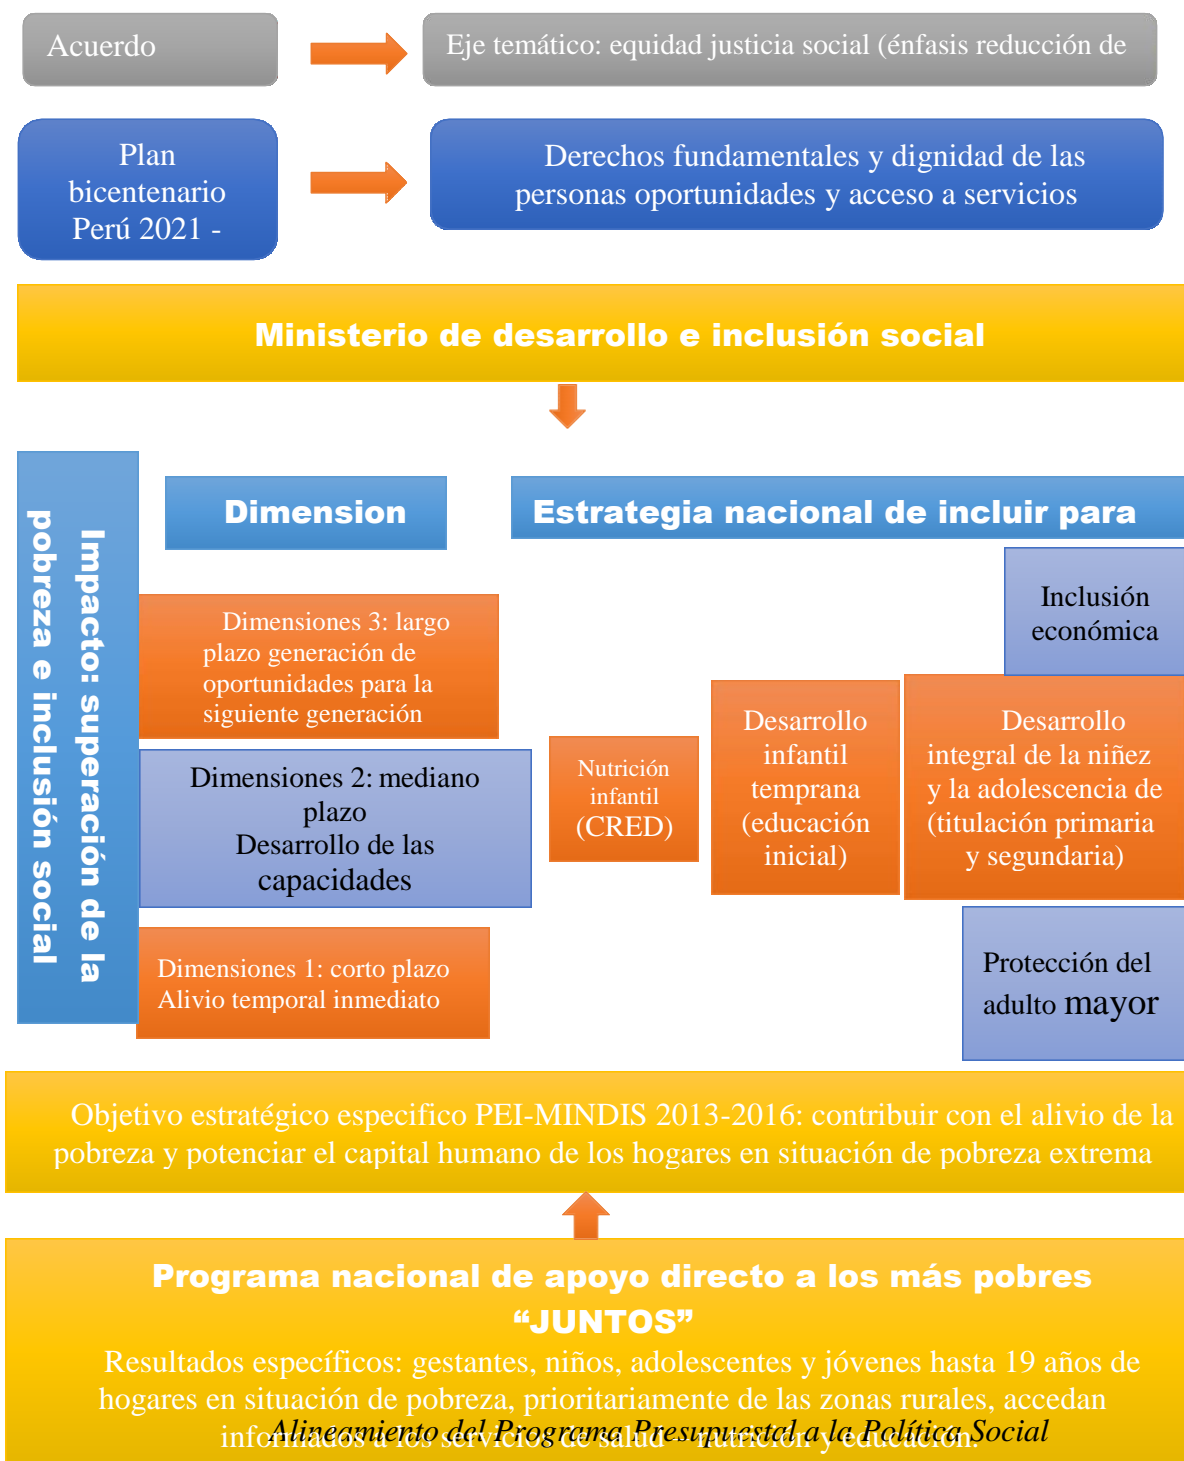 Acuerdo
Eje temático: equidad justicia social (énfasis reducción de
Plan
bicentenario
Perú 2021 -
Derechos fundamentales y dignidad de las
personas oportunidades y acceso a servicios
Ministerio de desarrollo e inclusión social
Impacto: superación de la
pobreza e inclusión social
Dimension
Estrategia nacional de incluir para
Dimensiones 3: largo
plazo generación de
oportunidades para la
siguiente generación
Dimensiones 2: mediano
plazo
Desarrollo de las
capacidades
Dimensiones 1: corto plazo
Alivio temporal inmediato
Nutrición
infantil
(CRED)
Desarrollo
infantil
temprana
(educación
inicial)
Inclusión
económica
Desarrollo
integral de la niñez
y la adolescencia de
(titulación primaria
y segundaria)
Protección del
adulto mayor
Objetivo estratégico especifico PEI-MINDIS 2013-2016: contribuir con el alivio de la
pobreza y potenciar el capital humano de los hogares en situación de pobreza extrema
Programa nacional de apoyo directo a los más pobres
“JUNTOS”
Resultados específicos: gestantes, niños, adolescentes y jóvenes hasta 19 años de
hogares en situación de pobreza, prioritariamente de las zonas rurales, accedan
informados a los servicios de salud – nutrición y educación.
Alineamiento del Programa Presupuestal a la Política Social